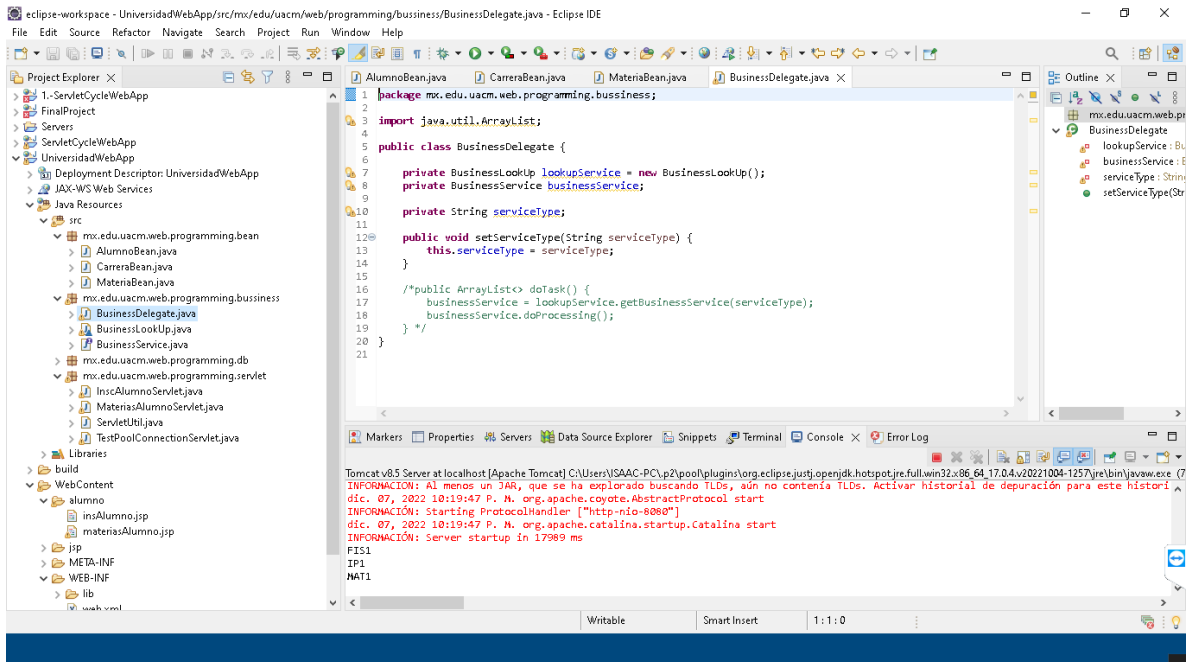 eclipse-workspace - UniversidadWebApp/src/mx/edu/uacm/web/programming/bussiness/BusinessDelegate.java - Eclipse IDE
File Edit Source Refactor Navigate Search Project Run Window Help
Project Explorer
1.-ServletCycleWebApp
FinalProject
Servers
ServletCycleWebApp
UniversidadWebApp
Deployment Descriptor: UniversidadWebApp
JAX-WS Web Services
Java Resources
src
mx.edu.uacm.web.programming.bean
AlumnoBean.java
CarreraBean.java
MateriaBean.java
mx.edu.uacm.web.programming.bussiness
BusinessDelegate.java
BusinessLookUp.java
BusinessService.java
mx.edu.uacm.web.programming.db
mx.edu.uacm.web.programming.servlet
InscAlumnoServlet.java
MateriasAlumnoServlet.java
ServletUtil.java
TestPoolConnectionServlet.java
Libraries
build
WebContent
alumno
insAlumno.jsp
materiasAlumno.jsp
jsp
META-INF
WEB-INF
lib
web.xml
AlumnoBean.java CarreraBean.java MateriaBean.java BusinessDelegate.java
1 package mx.edu.uacm.web.programming.bussiness;
2
3 import java.util.ArrayList;
4
5 public class BusinessDelegate {
6
7 private BusinessLookUp lookupService = new BusinessLookUp();
8 private BusinessService businessService;
9
10 private String serviceType;
11
12 public void setServiceType(String serviceType) {
13 this.serviceType = serviceType;
14 }
15
16 /*public ArrayList<> doTask() {
17 businessService = lookupService.getBusinessService(serviceType);
18 businessService.doProcessing();
19 } */
20 }
21
Outline
mx.edu.uacm.web.pr
BusinessDelegate
lookupService : Bu
businessService : B
serviceType : String
setServiceType(Str
Markers Properties Servers Data Source Explorer Snippets Terminal Console Error Log
Tomcat v8.5 Server at localhost [Apache Tomcat] C:\Users\ISAAC-PC\.p2\pool\plugins\org.eclipse.justj.openjdk.hotspot.jre.full.win32.x86_64_17.0.4.v20221004-1257\jre\bin\javaw.exe (7
INFORMACIÓN: Al menos un JAR, que se ha explorado buscando TLDs, aún no contenía TLDs. Activar historial de depuración para este histori
dic. 07, 2022 10:19:47 P. M. org.apache.coyote.AbstractProtocol start
INFORMACIÓN: Starting ProtocolHandler ["http-nio-8080"]
dic. 07, 2022 10:19:47 P. M. org.apache.catalina.startup.Catalina start
INFORMACIÓN: Server startup in 17989 ms
FIS1
IP1
MAT1
Writable Smart Insert 1 : 1 : 0